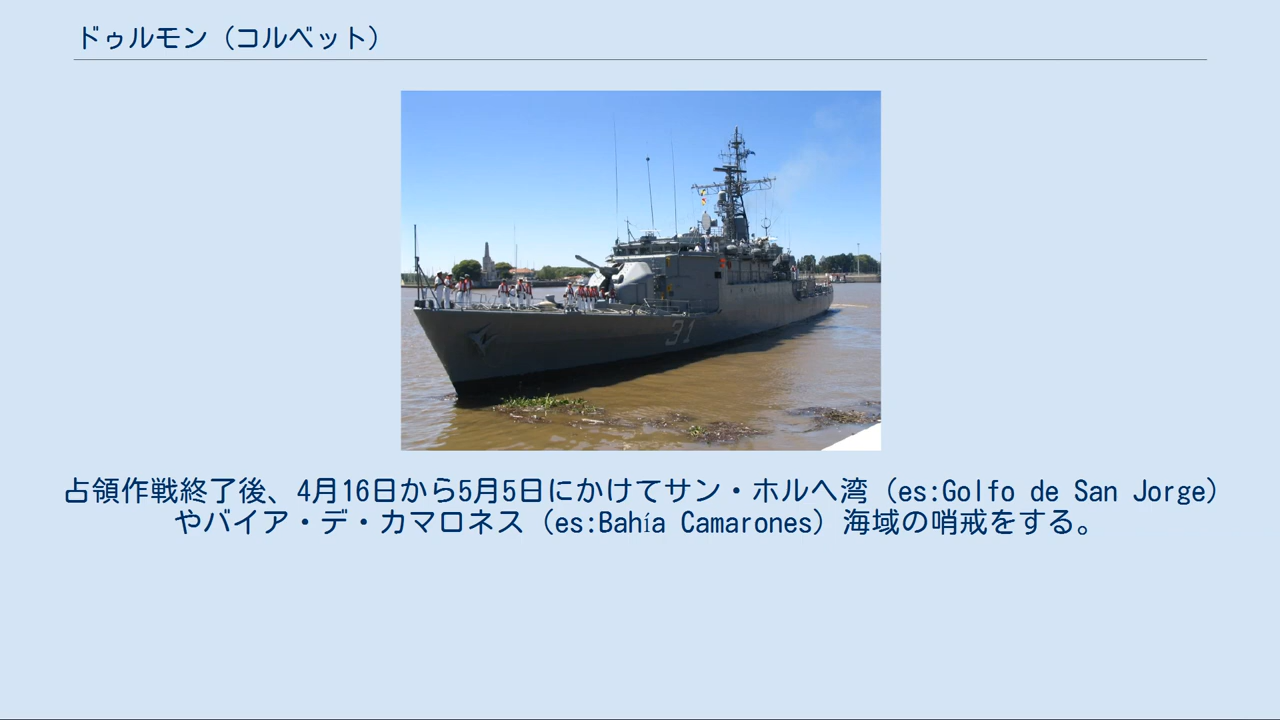 ドゥルモン（コルベット）
31
占領作戦終了後、4月16日から5月5日にかけてサン・ホルヘ湾（es:Golfo de San Jorge）
やバイア・デ・カマロネス（es:Bahía Camarones）海域の哨戒をする。